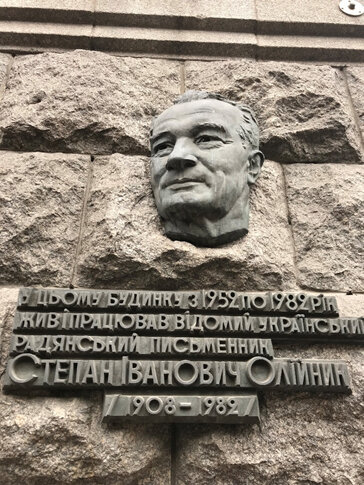 У ЦЬОМУ БУДИНКУ З 1952 ПО 1982 РІК
ЖИВ І ПРАЦЮВАВ ВІДОМИЙ УКРАЇНСЬКИЙ
РАДЯНСЬКИЙ ПИСЬМЕННИК
СТЕПАН ІВАНОВИЧ ОЛІЙНИК
1908-1982